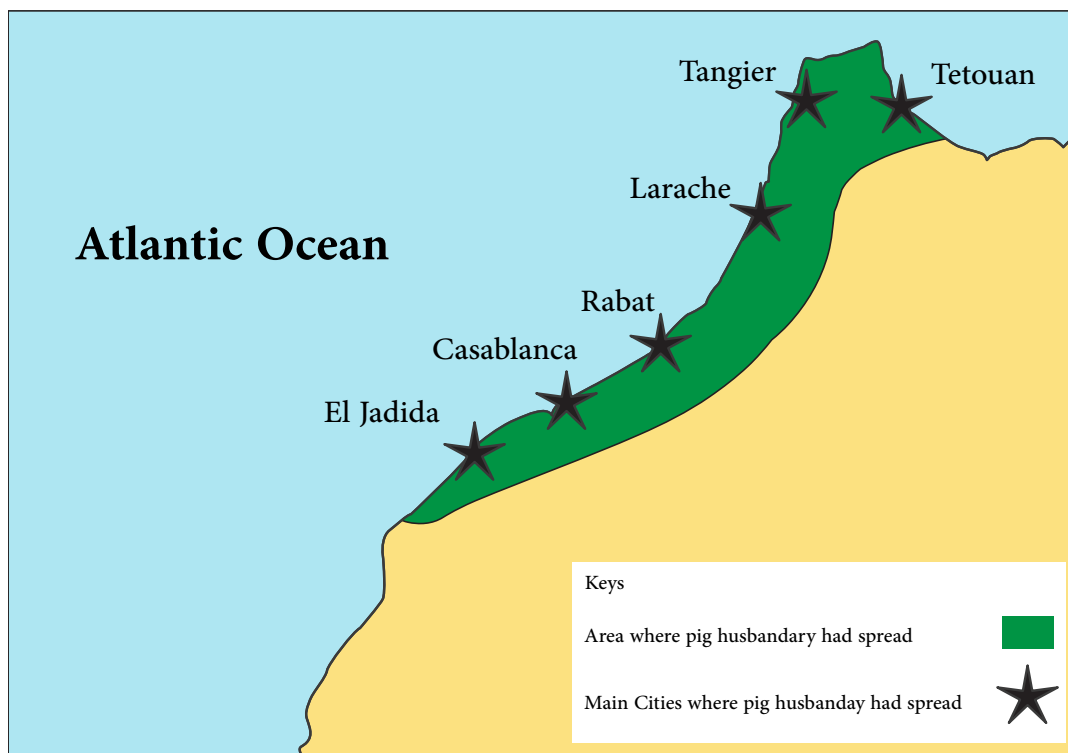 Tangier
Tetouan
Larache
Atlantic Ocean
Rabat
Casablanca
El Jadida
Keys
Area where pig husbandary had spread
Main Cities where pig husbanday had spread